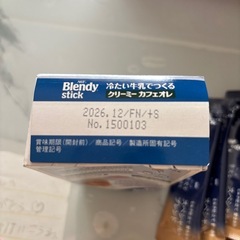 AGF
Blendy
stick
冷たい牛乳でつくる
クリーミー カフェオレ
2026.12/FN/4S
No.1500103
賞味期限(開封前)/商品記号/製造所固有記号
管理記号